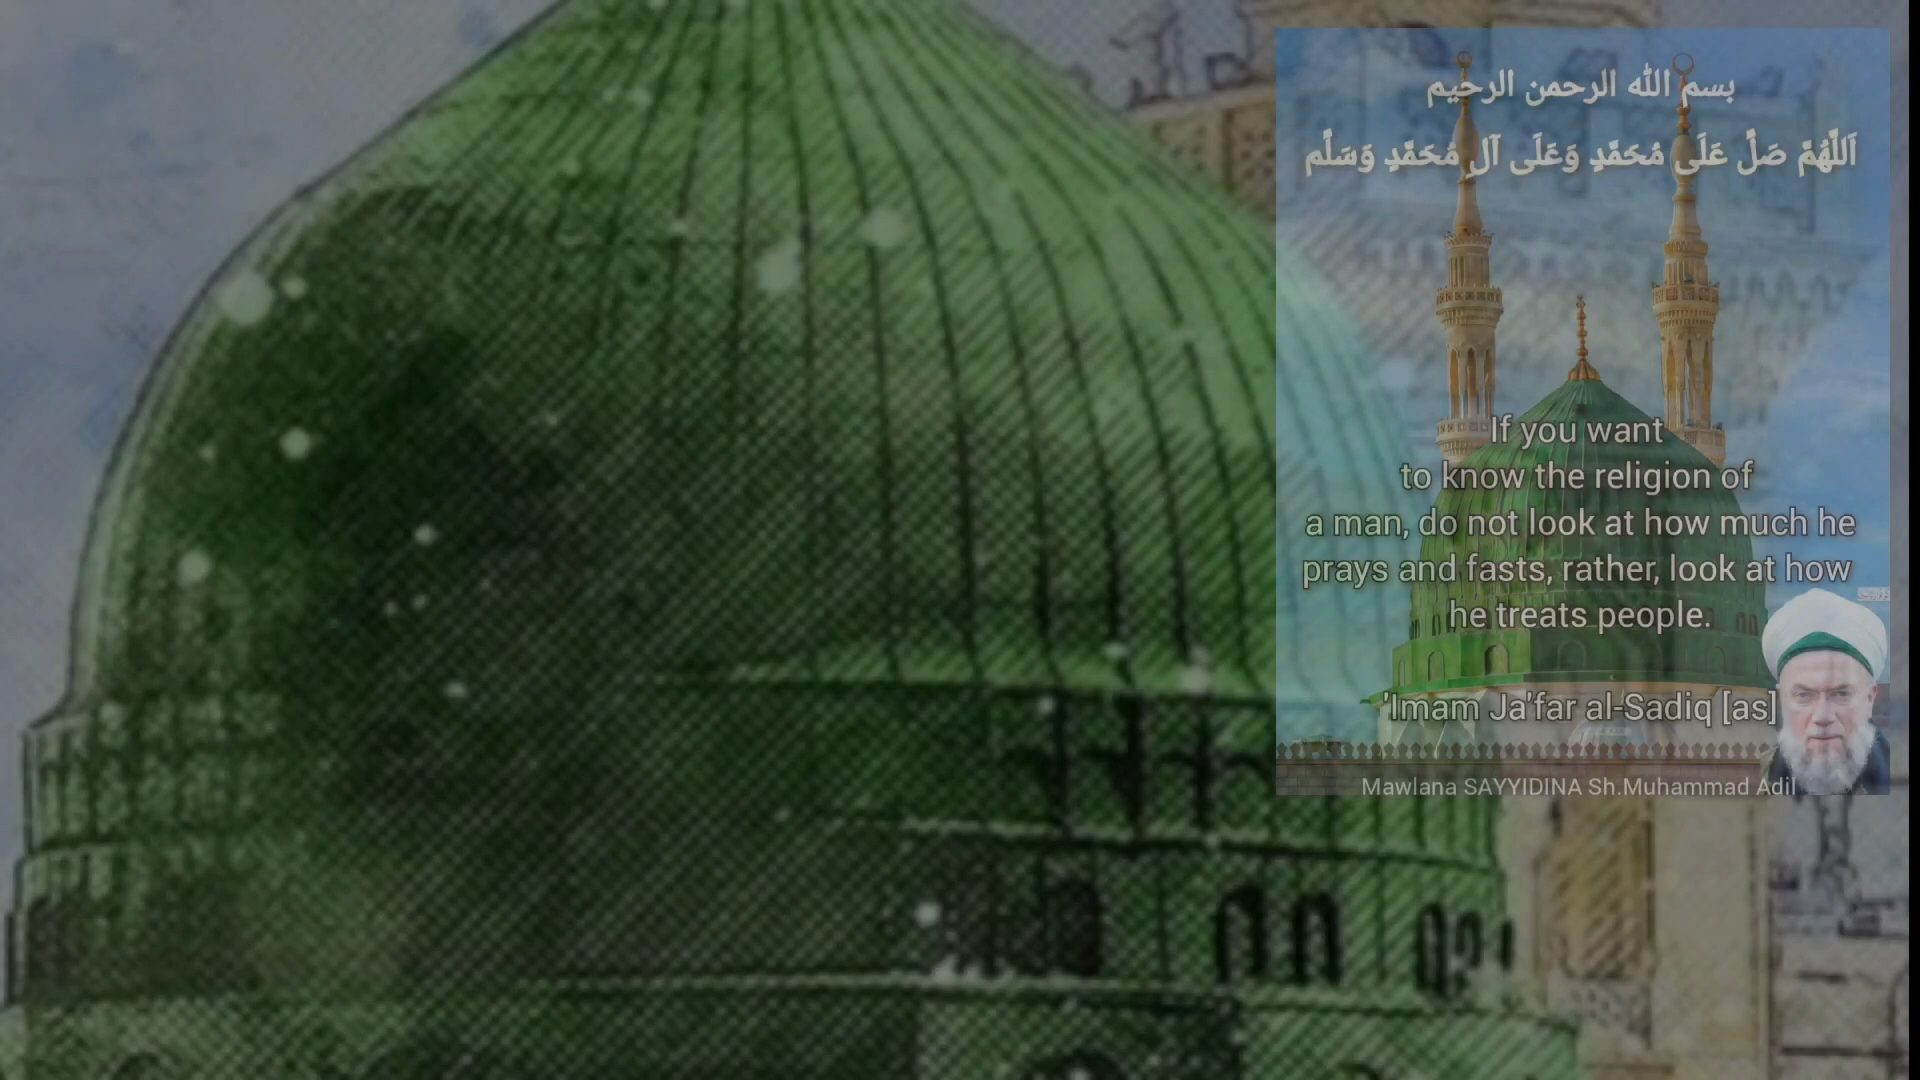 بسم الله الرحمن الرحيم
اَللّٰهُمَّ صَلِّ عَلَى مُحَمَّدٍ وَعَلَى آلِ مُحَمَّدٍ وَسَلِّم
If you want
to know the religion of
a man, do not look at how much he
prays and fasts, rather, look at how
he treats people.
'Imam Ja'far al-Sadiq [as]
Mawlana SAYYIDINA Sh.Muhammad Adil